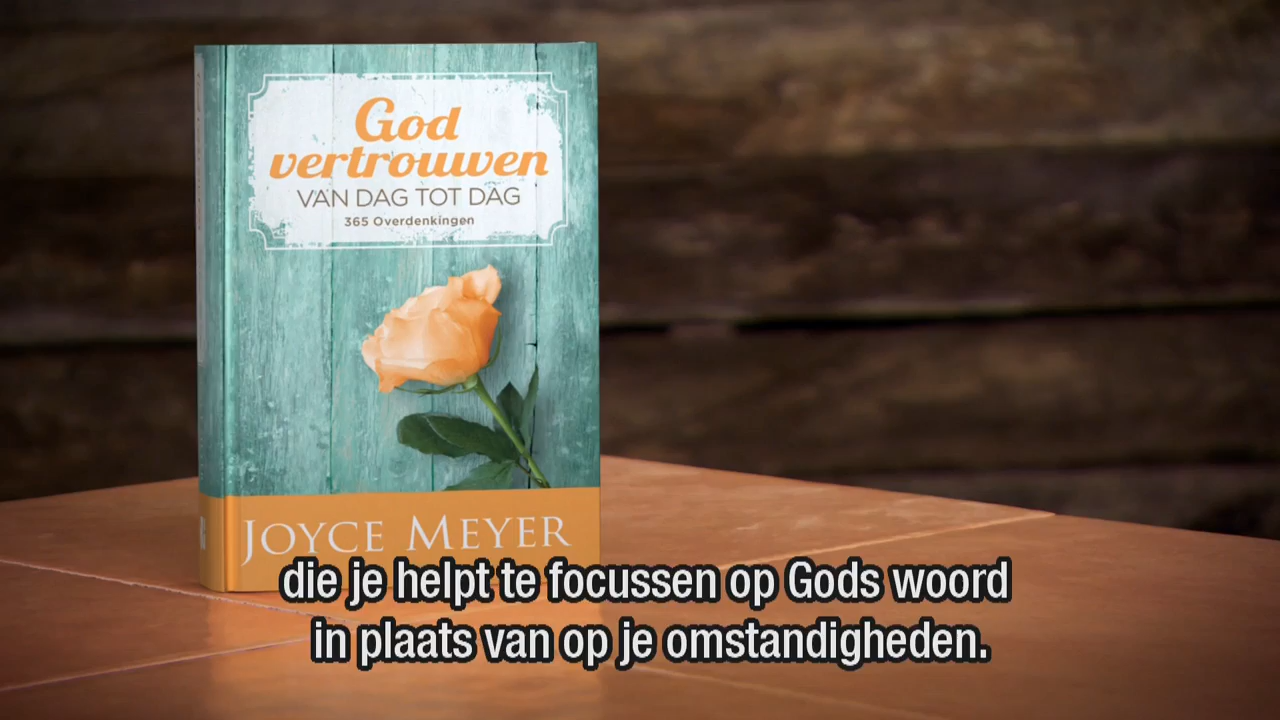 God
vertrouwen
VAN DAG TOT DAG
365 Overdenkingen
JOYCE MEYER
die je helpt te focussen op Gods woord
in plaats van op je omstandigheden.